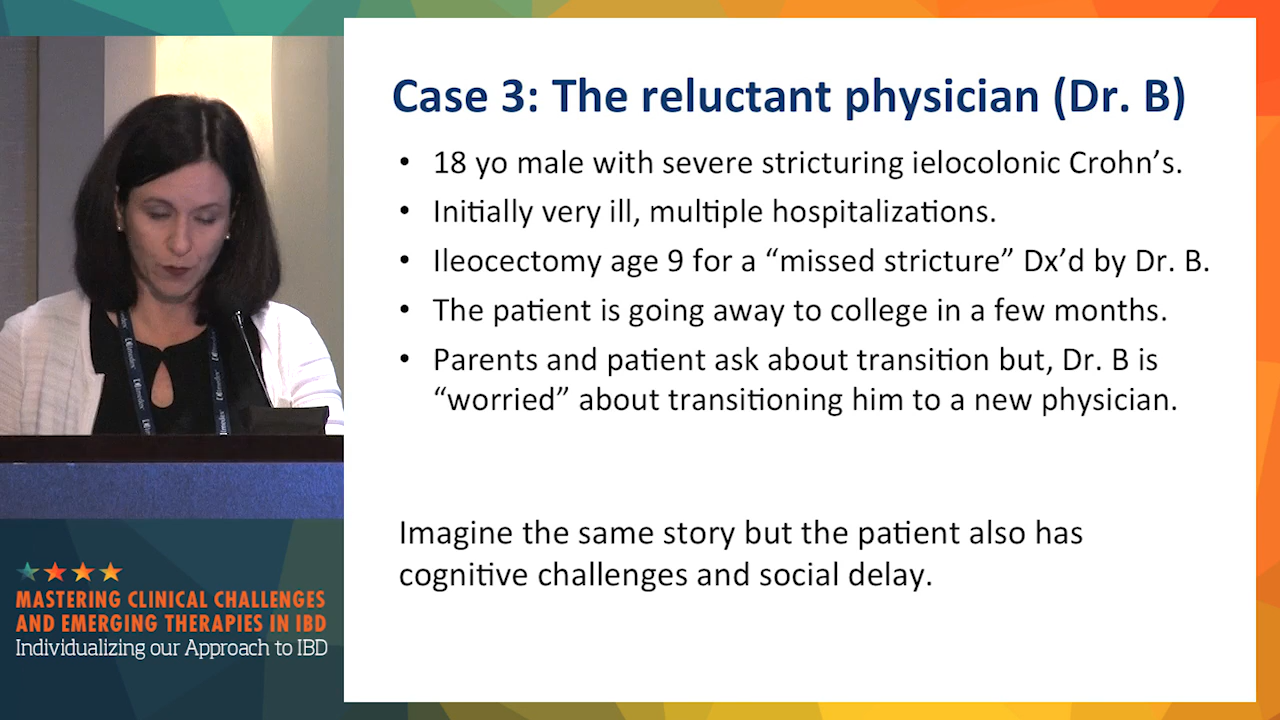 Case 3: The reluctant physician (Dr. B)
• 18 yo male with severe stricturing ielocolonic Crohn’s.
• Initially very ill, multiple hospitalizations.
• Ileocectomy age 9 for a “missed stricture” Dx’d by Dr. B.
• The patient is going away to college in a few months.
• Parents and patient ask about transition but, Dr. B is
“worried” about transitioning him to a new physician.
Imagine the same story but the patient also has
cognitive challenges and social delay.
MASTERING CLINICAL CHALLENGES
AND EMERGING THERAPIES IN IBD
Individualizing our Approach to IBD